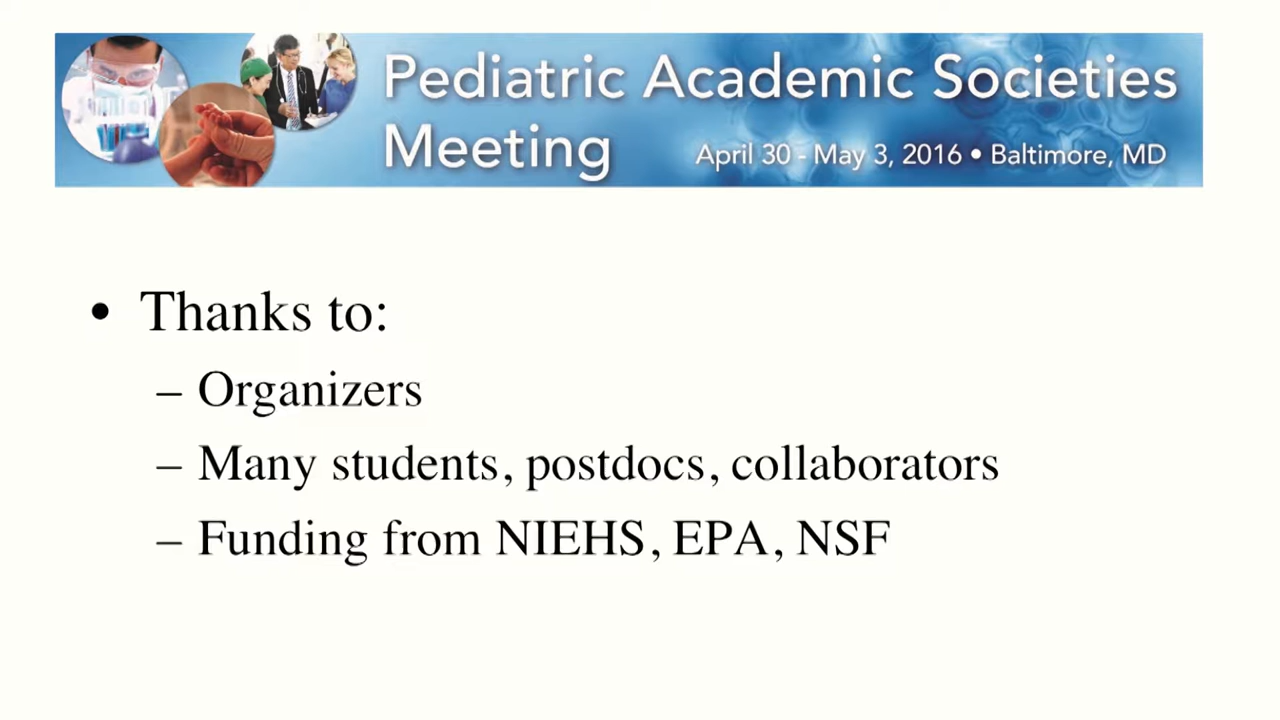 Pediatric Academic Societies
Meeting
April 30 - May 3, 2016 • Baltimore, MD
• Thanks to:
– Organizers
– Many students, postdocs, collaborators
– Funding from NIEHS, EPA, NSF